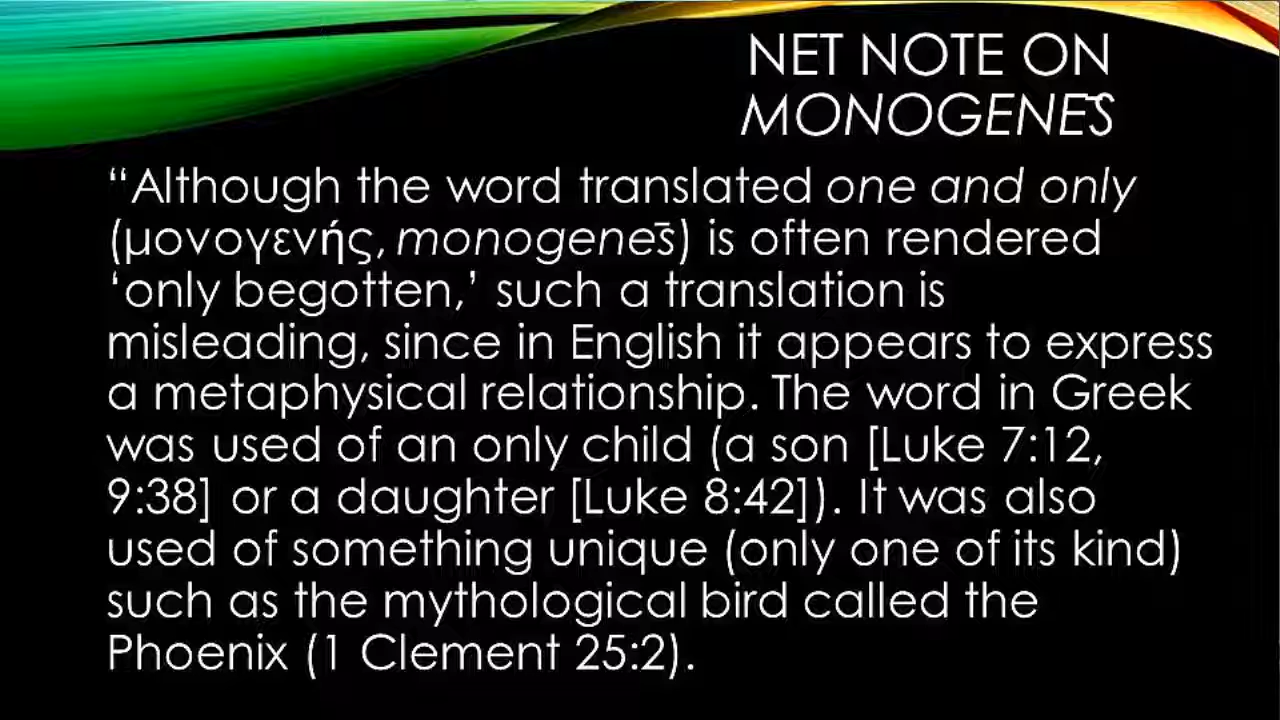 NET NOTE ON
MONOGENES̄
“Although the word translated one and only
(μονογενής, monogenes̄) is often rendered
‘only begotten,’ such a translation is
misleading, since in English it appears to express
a metaphysical relationship. The word in Greek
was used of an only child (a son [Luke 7:12,
9:38] or a daughter [Luke 8:42]). It was also
used of something unique (only one of its kind)
such as the mythological bird called the
Phoenix (1 Clement 25:2).